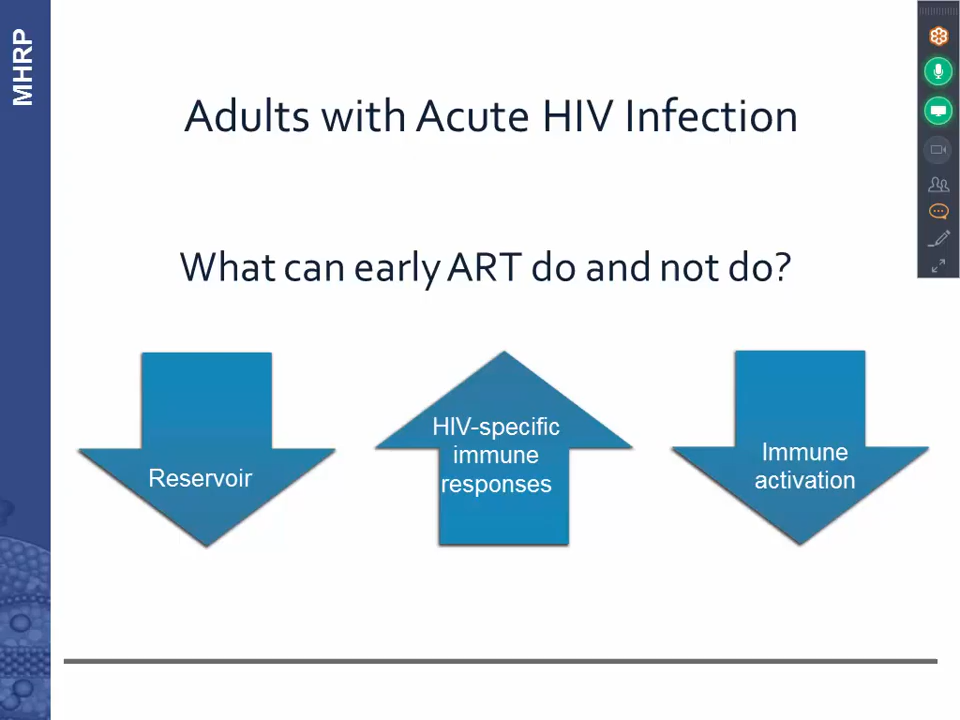 MHRP
Adults with Acute HIV Infection
What can early ART do and not do?
Reservoir
HIV-specific
immune
responses
Immune
activation